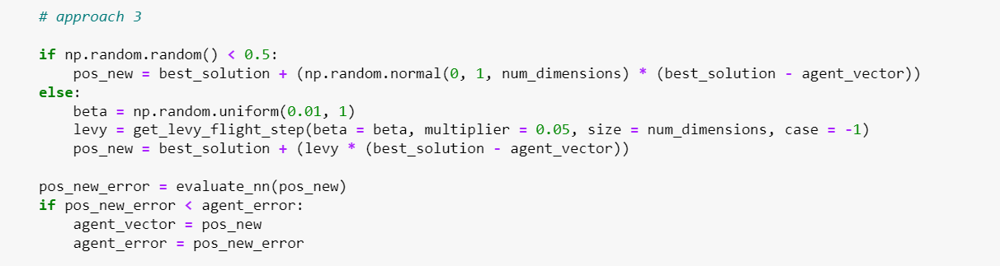 # approach 3
if np.random.random() < 0.5:
    pos_new = best_solution + (np.random.normal(0, 1, num_dimensions) * (best_solution - agent_vector))
else:
    beta = np.random.uniform(0.01, 1)
    levy = get_levy_flight_step(beta = beta, multiplier = 0.05, size = num_dimensions, case = -1)
    pos_new = best_solution + (levy * (best_solution - agent_vector))
pos_new_error = evaluate_nn(pos_new)
if pos_new_error < agent_error:
    agent_vector = pos_new
    agent_error = pos_new_error